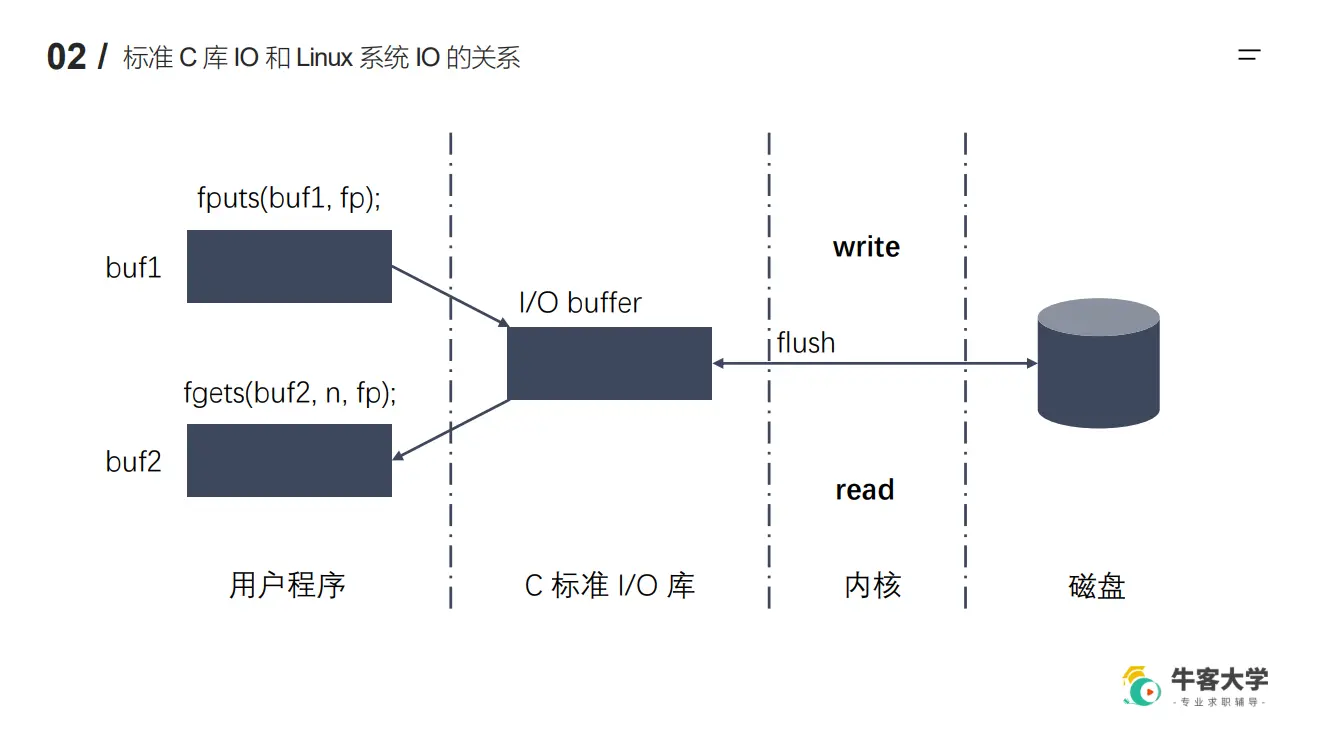 02 / 标准 C 库 IO 和 Linux 系统 IO 的关系
fputs(buf1, fp);
buf1
I/O buffer
write
flush
fgets(buf2, n, fp);
buf2
read
用户程序
C 标准 I/O 库
内核
磁盘
牛客大学
-专业求职辅导-